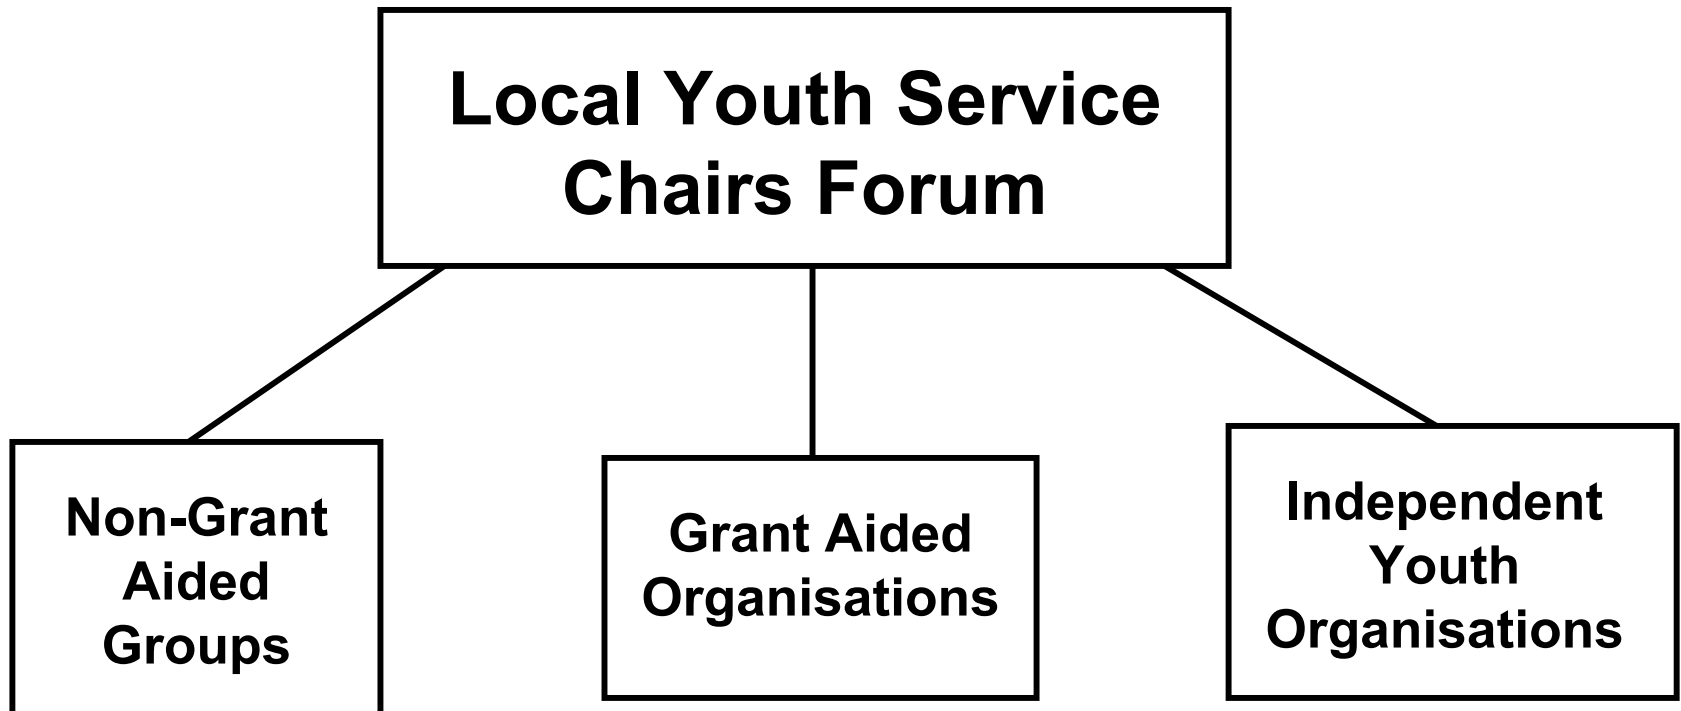 Local Youth Service
Chairs Forum
Non-Grant
Aided
Groups
Grant Aided
Organisations
Independent
Youth
Organisations